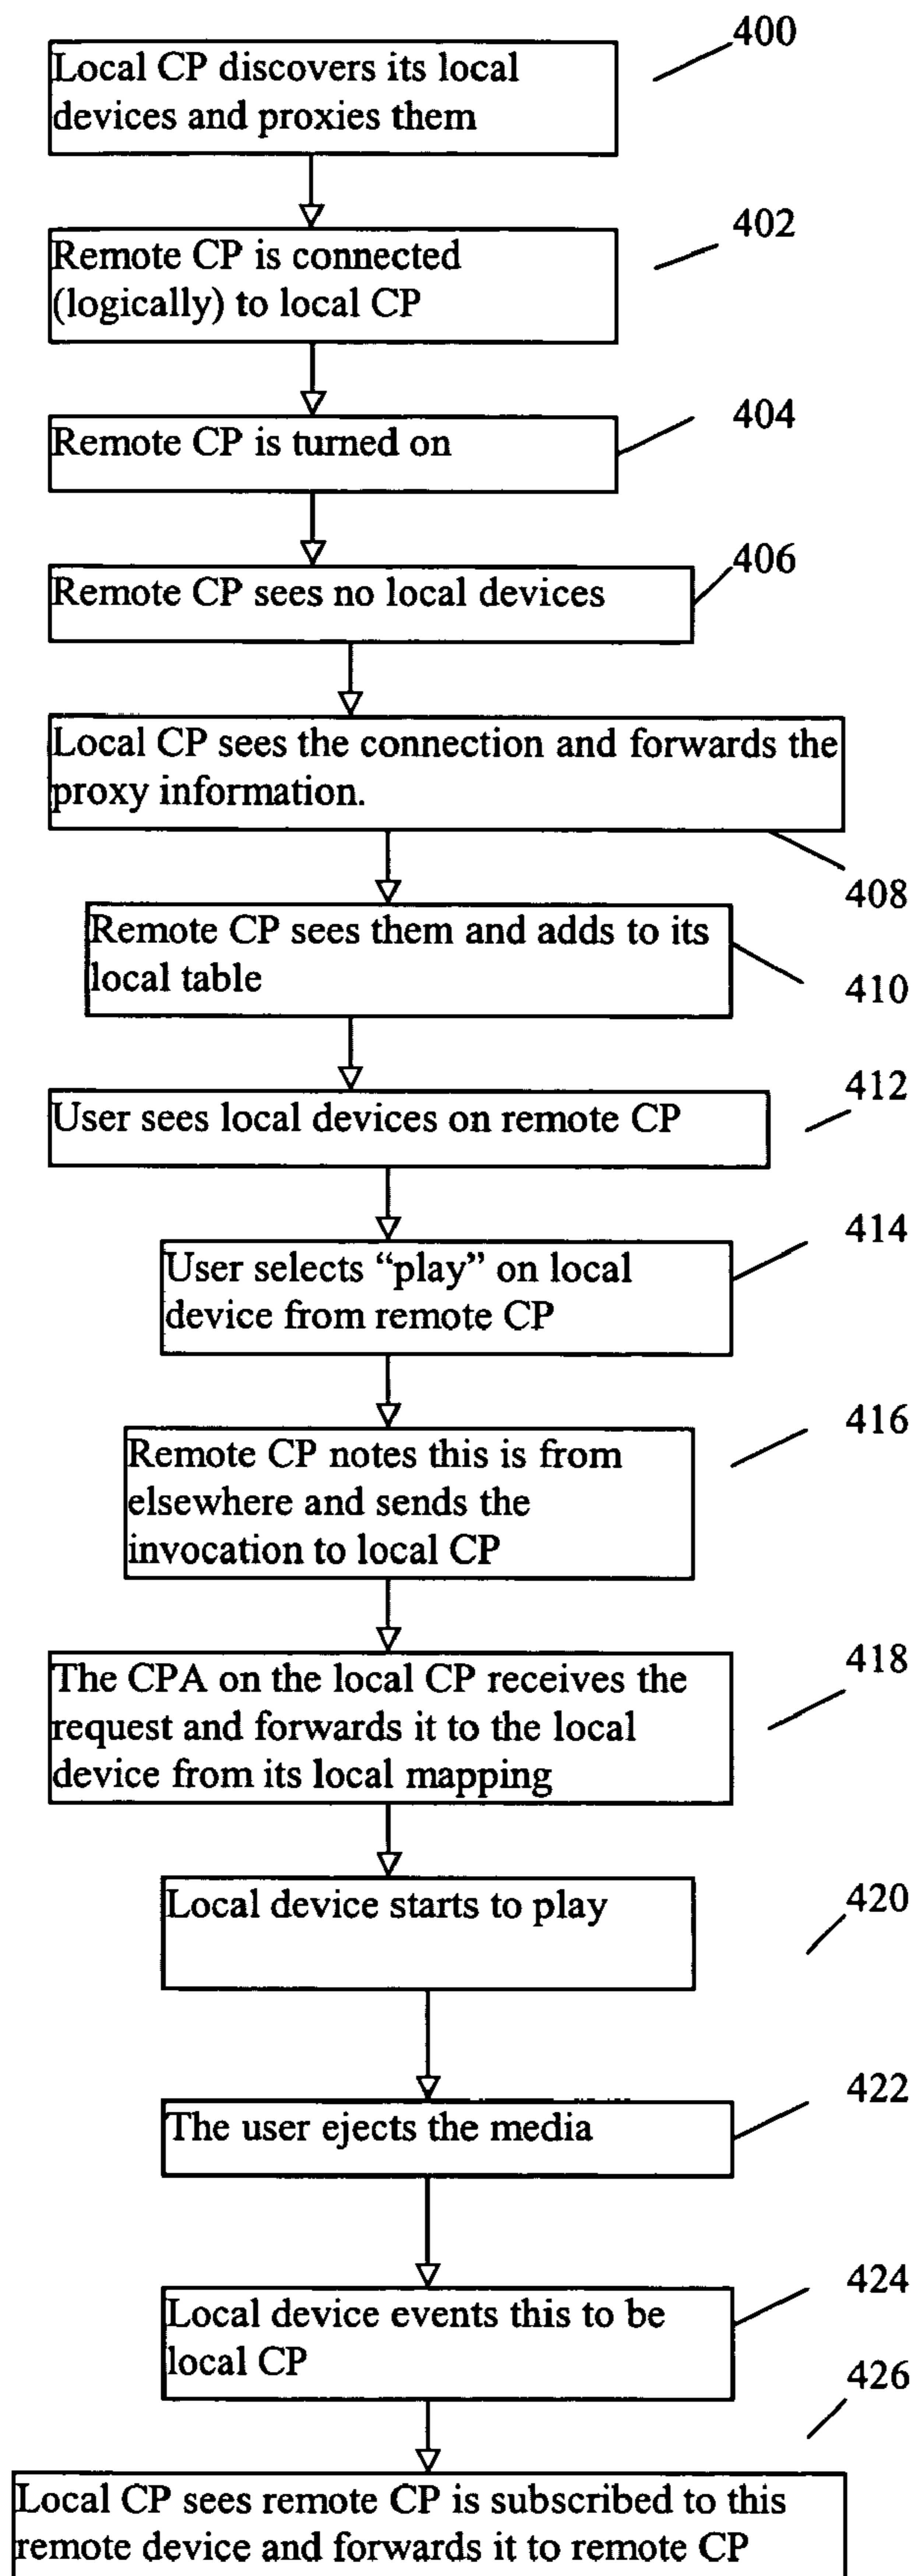 400
Local CP discovers its local
devices and proxies them
402
Remote CP is connected
(logically) to local CP
404
Remote CP is turned on
406
Remote CP sees no local devices
Local CP sees the connection and forwards the
proxy information.
408
Remote CP sees them and adds to its
local table
410
412
User sees local devices on remote CP
414
User selects “play” on local
device from remote CP
416
Remote CP notes this is from
elsewhere and sends the
invocation to local CP
418
The CPA on the local CP receives the
request and forwards it to the local
device from its local mapping
420
Local device starts to play
422
The user ejects the media
424
Local device events this to be
local CP
426
Local CP sees remote CP is subscribed to this
remote device and forwards it to remote CP